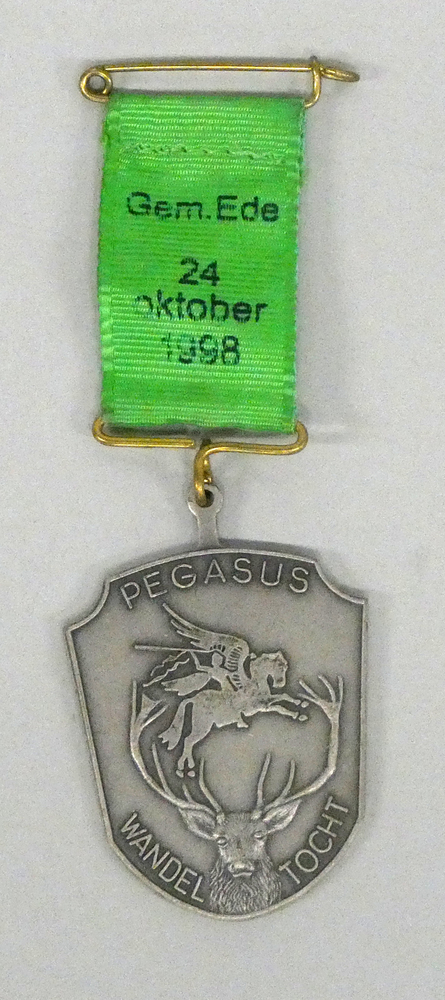 Gem.Ede
24
oktober
1998
PEGASUS
WANDEL TOCHT